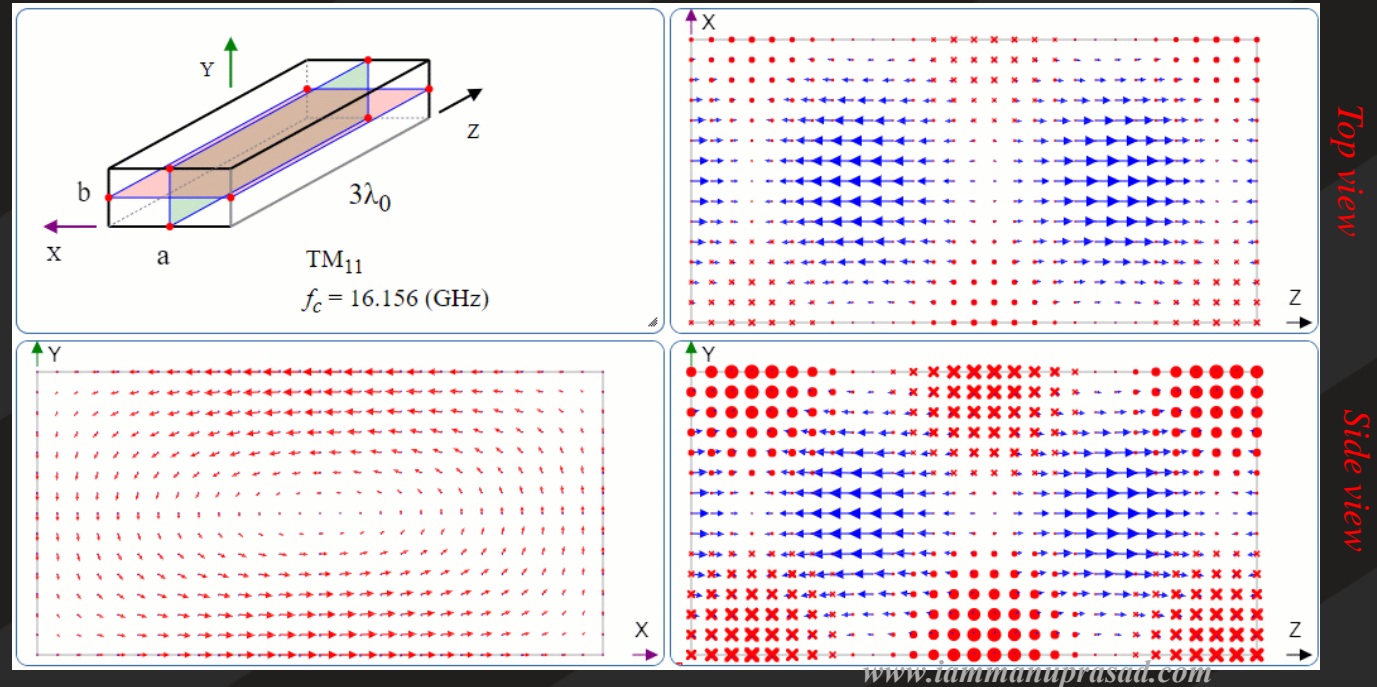 Y
Z
b
3λ0
X
a
TM11
fc = 16.156 (GHz)
X
Z
Top view
Y
X
Y
Z
Side view
www.iammanuprasad.com